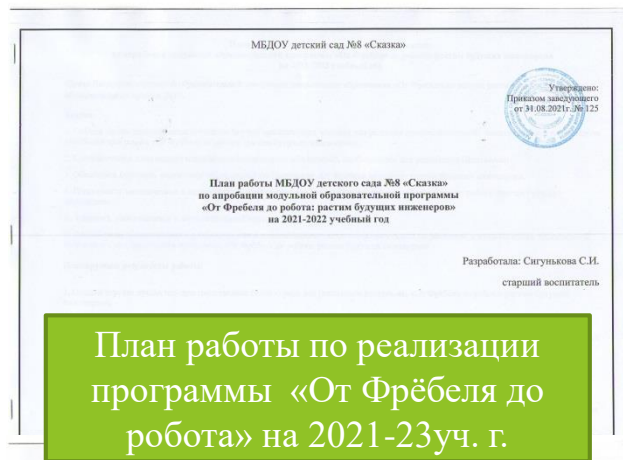 МБДОУ детский сад №8 «Сказка»
Утверждено:
Приказом заведующего
от 31.08.2021г. № 125
План работы МБДОУ детского сада №8 «Сказка»
по апробации модульной образовательной программы
«От Фребеля до робота: растим будущих инженеров»
на 2021-2022 учебный год
Разработала: Сигунькова С.И.
старший воспитатель
План работы по реализации
программы «От Фрёбеля до
робота» на 2021-23уч. г.